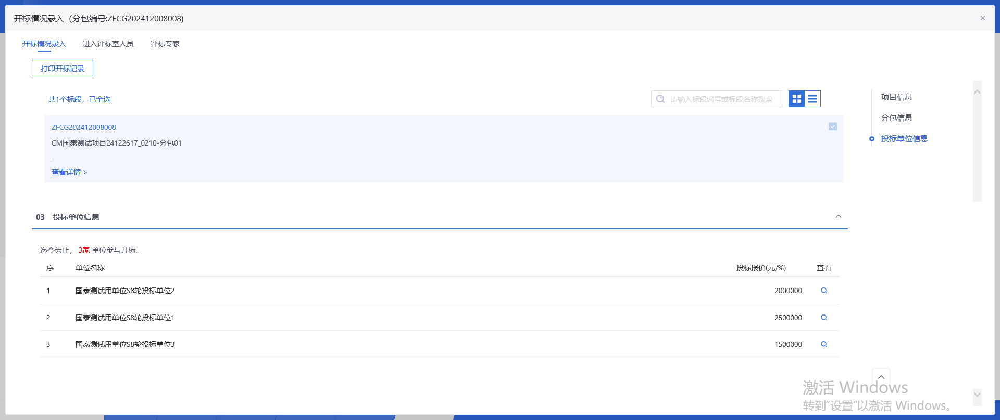 开标情况录入（分包编号:ZFCG202412008008)
开标情况录入 进入评标室人员 评标专家
打印开标记录
共1个标段，已全选
请输入标段编号或标段名称搜索
ZFCG202412008008
CM国泰测试项目24122617_0210-分包01
-
查看详情 >
项目信息
分包信息
投标单位信息
03 投标单位信息
迄今为止， 3家 单位参与开标。
序 单位名称 投标报价(元/%) 查看
1 国泰测试用单位S8轮投标单位2 2000000
2 国泰测试用单位S8轮投标单位1 2500000
3 国泰测试用单位S8轮投标单位3 1500000
激活 Windows
转到“设置”以激活 Windows。